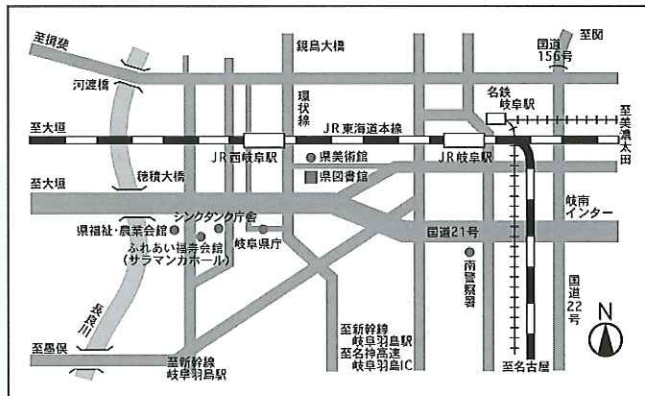 至揖斐
河渡橋
鏡島大橋
環状線
国道
156号
至関
名鉄
岐阜駅
至美濃太田
至大垣
JR東海道本線
JR西岐阜駅
JR岐阜駅
県美術館
県図書館
穂積大橋
至大垣
岐南
インター
シンクタンク庁舎
県福祉・農業会館
ふれあい福寿会館
(サラマンカホール)
岐阜県庁
国道21号
南警察署
国道22号
長良川
N
至墨俣
至新幹線
岐阜羽島駅
至新幹線
岐阜羽島駅
至名神高速
岐阜羽島IC
至名古屋